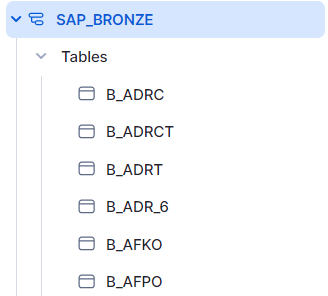 SAP_BRONZE
Tables
B_ADRC
B_ADRCT
B_ADRT
B_ADR_6
B_AFKO
B_AFPO